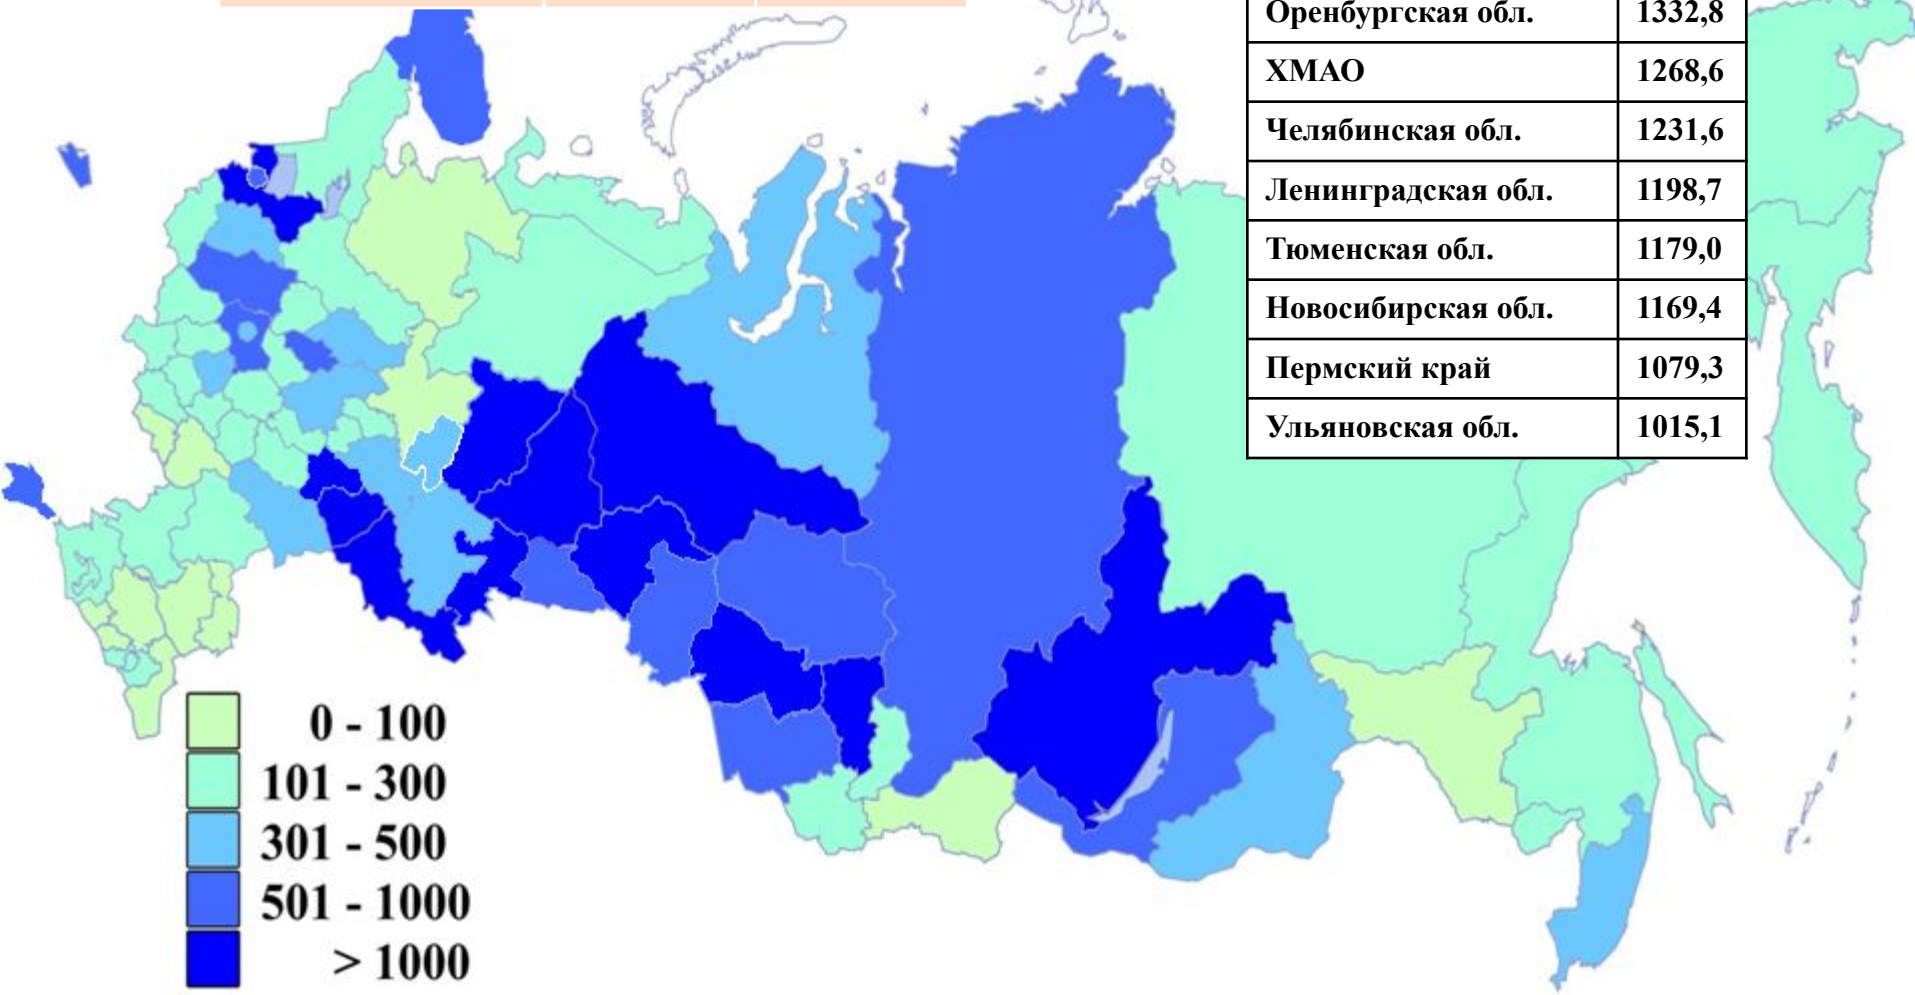 Оренбургская обл. 1332,8
ХМАО 1268,6
Челябинская обл. 1231,6
Ленинградская обл. 1198,7
Тюменская обл. 1179,0
Новосибирская обл. 1169,4
Пермский край 1079,3
Ульяновская обл. 1015,1
0 - 100
101 - 300
301 - 500
501 - 1000
> 1000